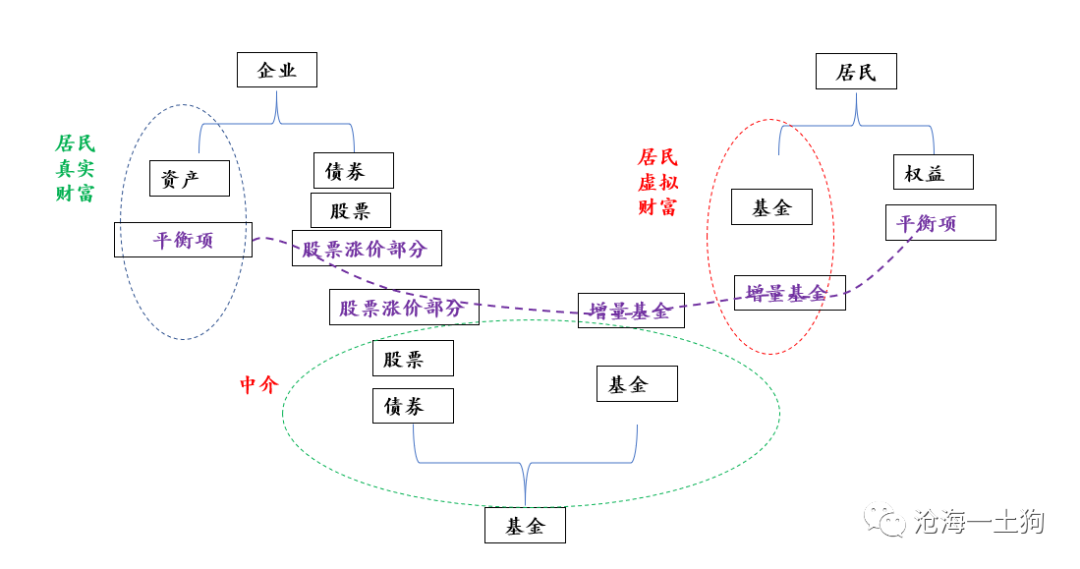 企业
居民
居民
真实
财富
资产
债券
股票
平衡项
股票涨价部分
居民
虚拟
财富
基金
权益
平衡项
增量基金
股票涨价部分
增量基金
中介
股票
债券
基金
基金
沧海一土狗